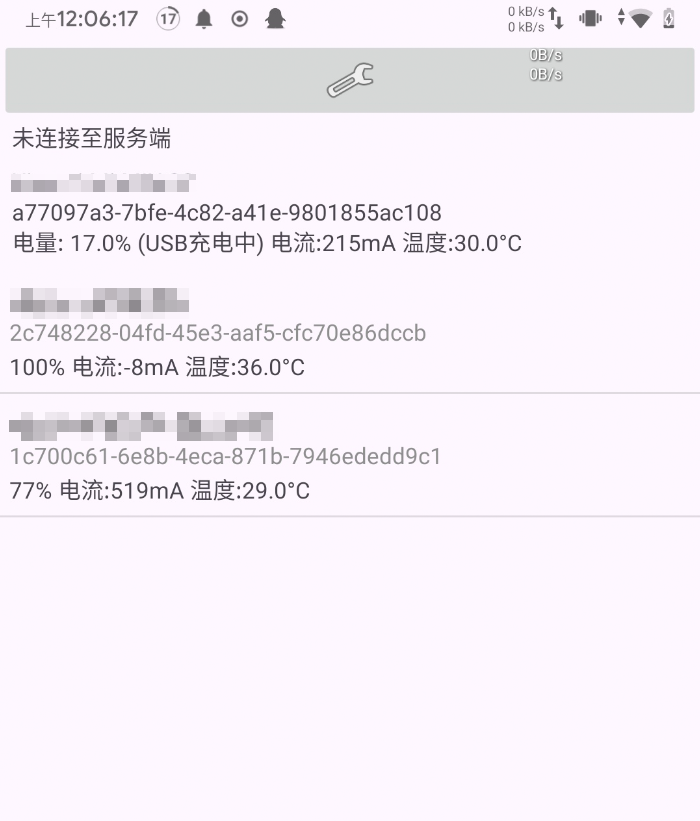 上午12:06:17 17 0 kB/s
0 kB/s
0B/s
0B/s
未连接至服务端
a77097a3-7bfe-4c82-a41e-9801855ac108
电量: 17.0% (USB充电中) 电流:215mA 温度:30.0°C
2c748228-04fd-45e3-aaf5-cfc70e86dccb
100% 电流:-8mA 温度:36.0°C
1c700c61-6e8b-4eca-871b-7946ededd9c1
77% 电流:519mA 温度:29.0°C